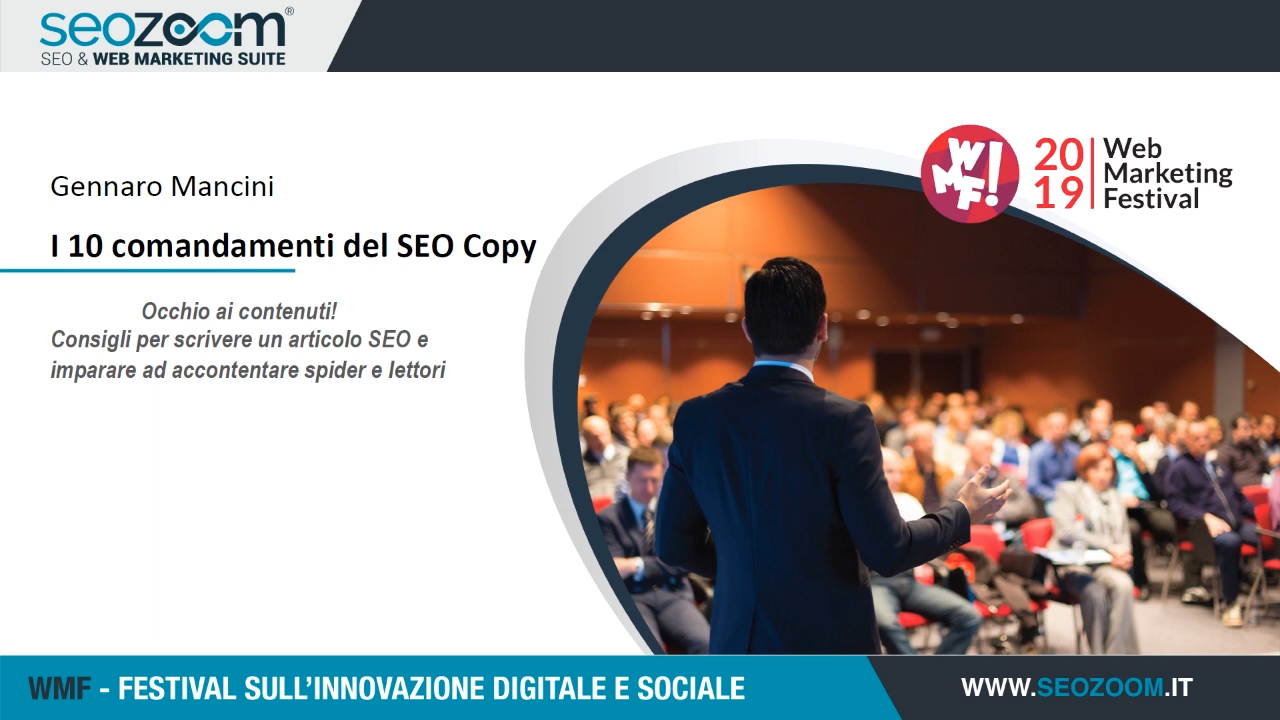 seozoom®
SEO & WEB MARKETING SUITE
WMF!
2019
Web
Marketing
Festival
Gennaro Mancini
I 10 comandamenti del SEO Copy
Occhio ai contenuti!
Consigli per scrivere un articolo SEO e
imparare ad accontentare spider e lettori
WMF - FESTIVAL SULL'INNOVAZIONE DIGITALE E SOCIALE
WWW.SEOZOOM.IT